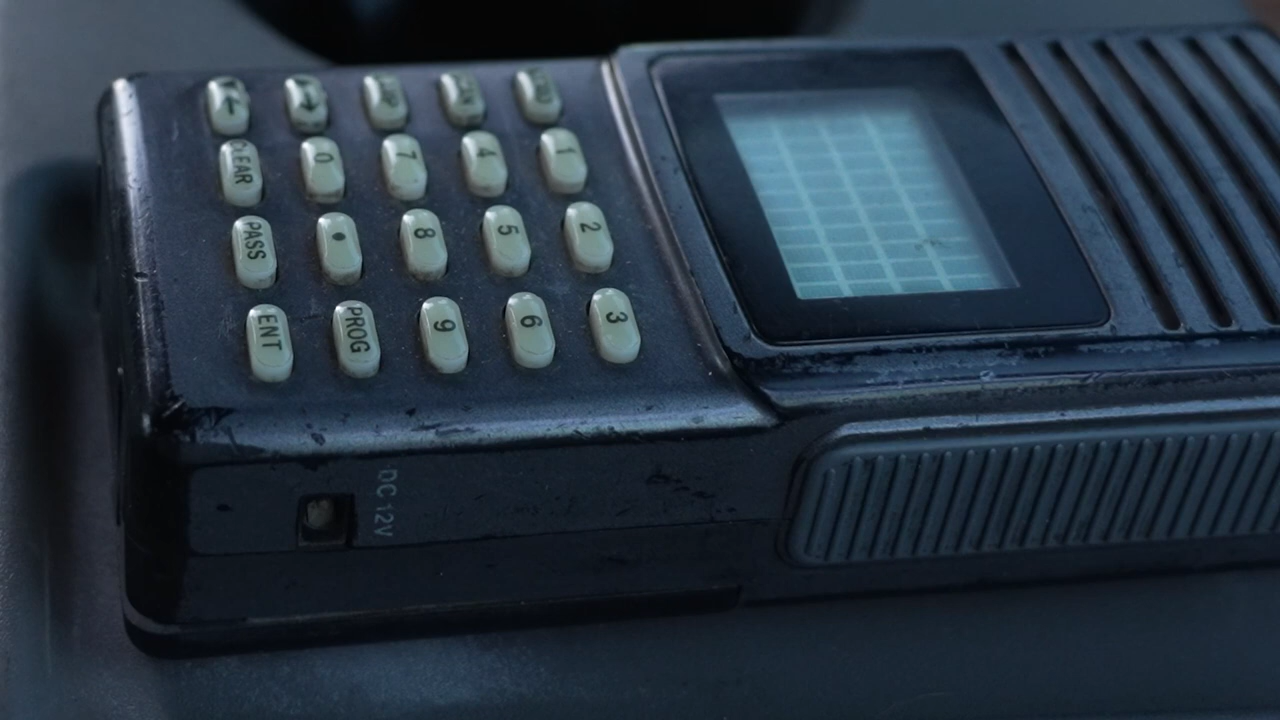 1 2 3
4 5 6
7 8 9
0 • PROG
CLEAR PASS ENT
DC 12V